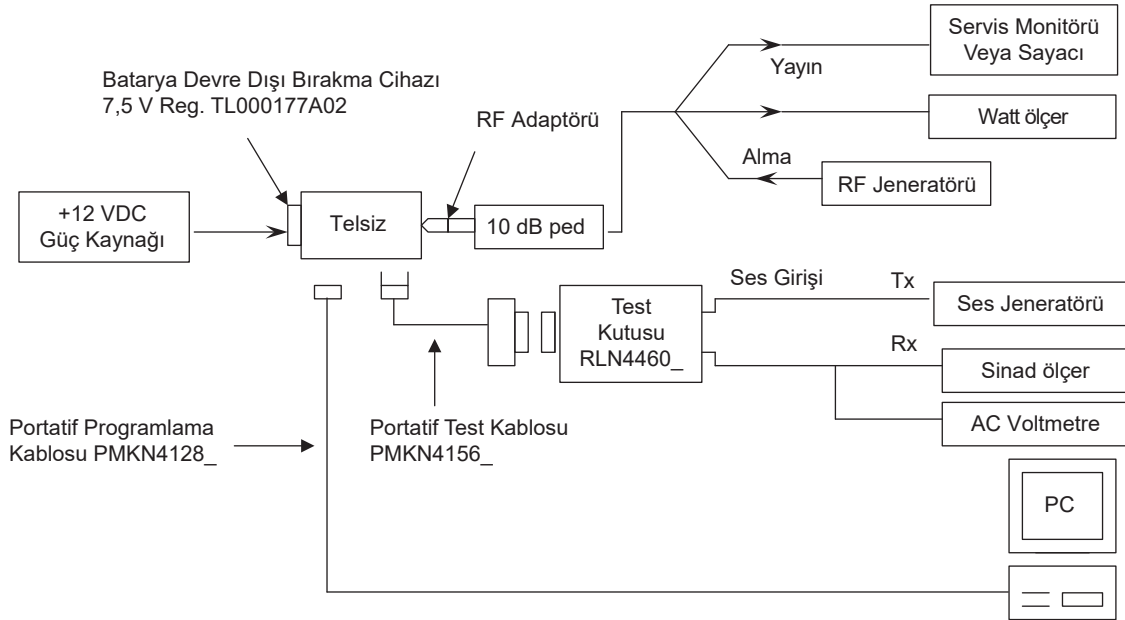 Servis Monitörü
Veya Sayacı
Yayın
Batarya Devre Dışı Bırakma Cihazı
7,5 V Reg. TL000177A02
RF Adaptörü
Watt ölçer
Alma
RF Jeneratörü
+12 VDC
Güç Kaynağı
Telsiz
10 dB ped
Ses Girişi
Tx
Ses Jeneratörü
Test
Kutusu
RLN4460_
Rx
Sinad ölçer
AC Voltmetre
Portatif Programlama
Kablosu PMKN4128_
Portatif Test Kablosu
PMKN4156_
PC